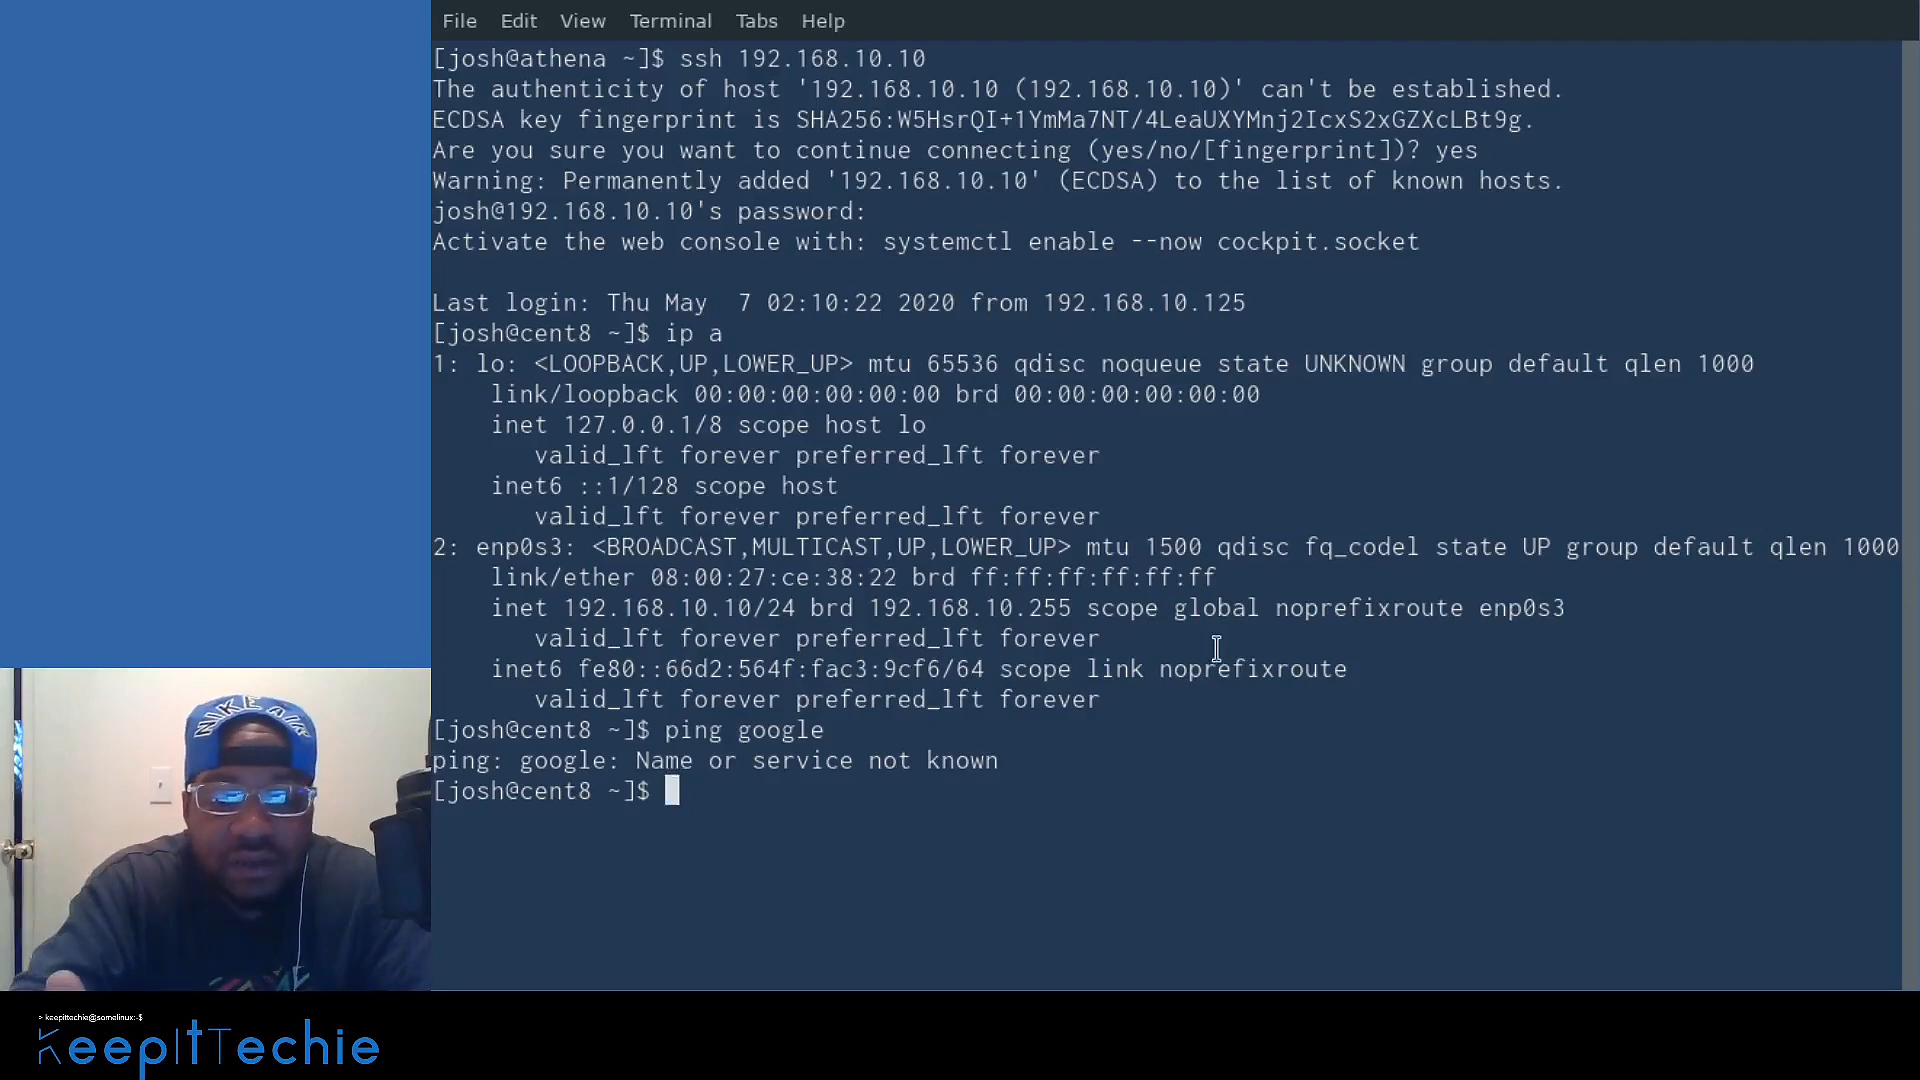 File Edit View Terminal Tabs Help
[josh@athena ~]$ ssh 192.168.10.10
The authenticity of host '192.168.10.10 (192.168.10.10)' can't be established.
ECDSA key fingerprint is SHA256:W5HsrQI+1YmMa7NT/4LeaUXYMnj2IcxS2xGZXcLBt9g.
Are you sure you want to continue connecting (yes/no/[fingerprint])? yes
Warning: Permanently added '192.168.10.10' (ECDSA) to the list of known hosts.
josh@192.168.10.10's password:
Activate the web console with: systemctl enable --now cockpit.socket
Last login: Thu May  7 02:10:22 2020 from 192.168.10.125
[josh@cent8 ~]$ ip a
1: lo: <LOOPBACK,UP,LOWER_UP> mtu 65536 qdisc noqueue state UNKNOWN group default qlen 1000
link/loopback 00:00:00:00:00:00 brd 00:00:00:00:00:00
inet 127.0.0.1/8 scope host lo
valid_lft forever preferred_lft forever
inet6 ::1/128 scope host
valid_lft forever preferred_lft forever
2: enp0s3: <BROADCAST,MULTICAST,UP,LOWER_UP> mtu 1500 qdisc fq_codel state UP group default qlen 1000
link/ether 08:00:27:ce:38:22 brd ff:ff:ff:ff:ff:ff
inet 192.168.10.10/24 brd 192.168.10.255 scope global noprefixroute enp0s3
valid_lft forever preferred_lft forever
inet6 fe80::66d2:564f:fac3:9cf6/64 scope link noprefixroute
valid_lft forever preferred_lft forever
[josh@cent8 ~]$ ping google
ping: google: Name or service not known
[josh@cent8 ~]$
NIKE AIR
> keepittechie@somelinux:~$
KeepItTechie